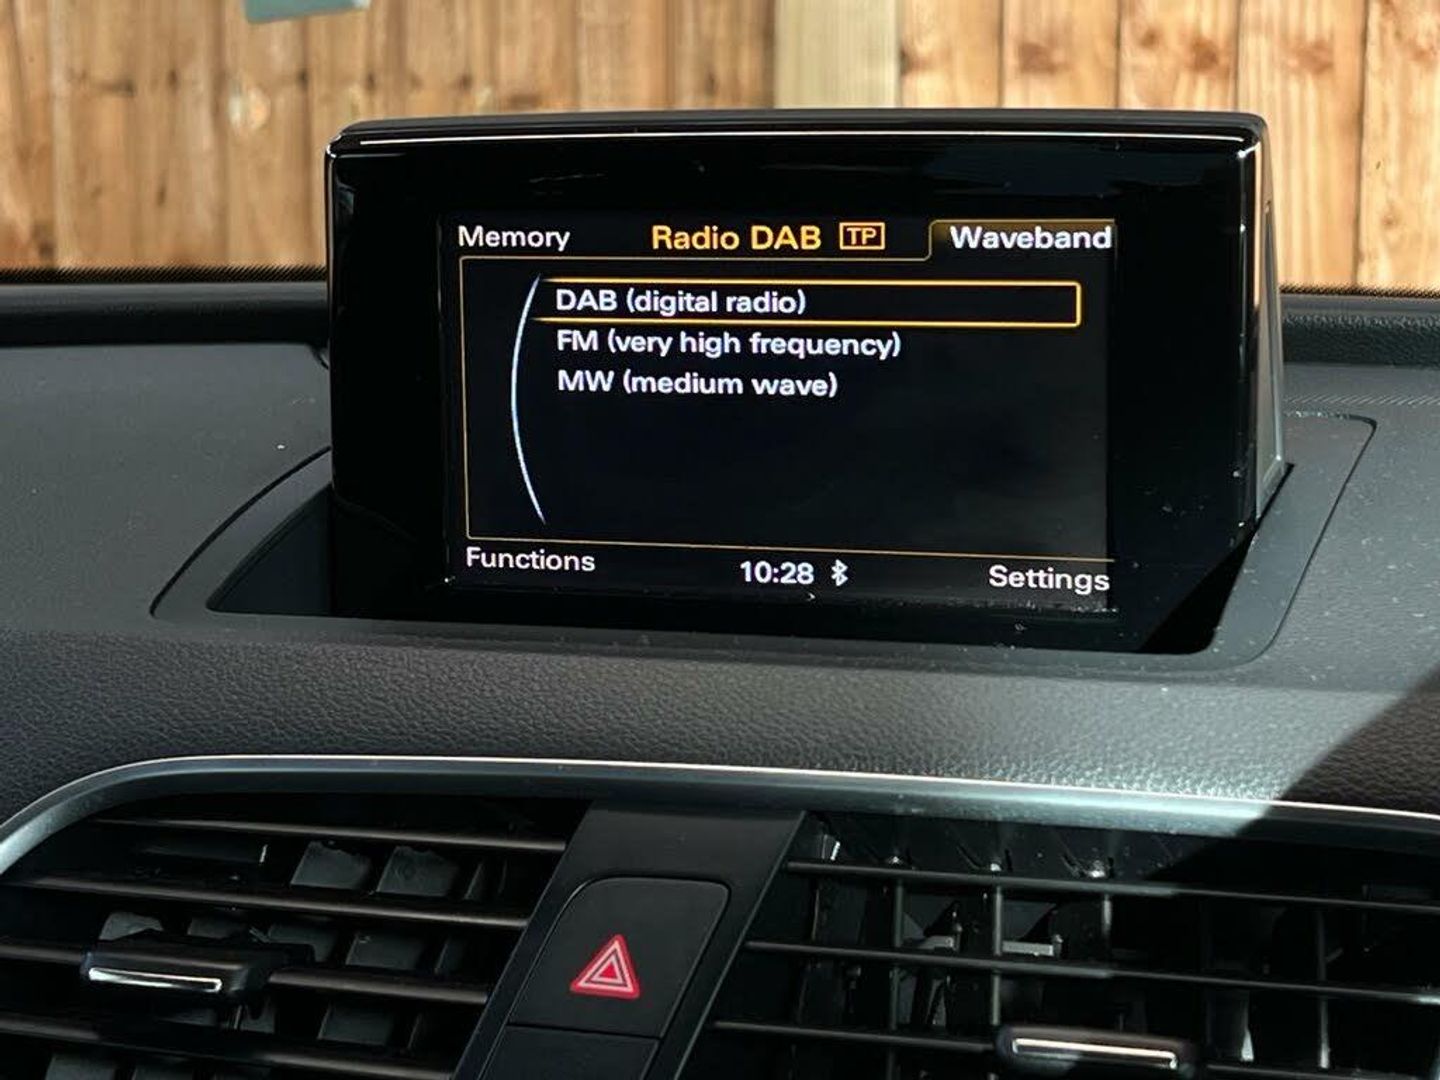 Memory Radio DAB TP Waveband
DAB (digital radio)
FM (very high frequency)
MW (medium wave)
Functions 10:28 Settings